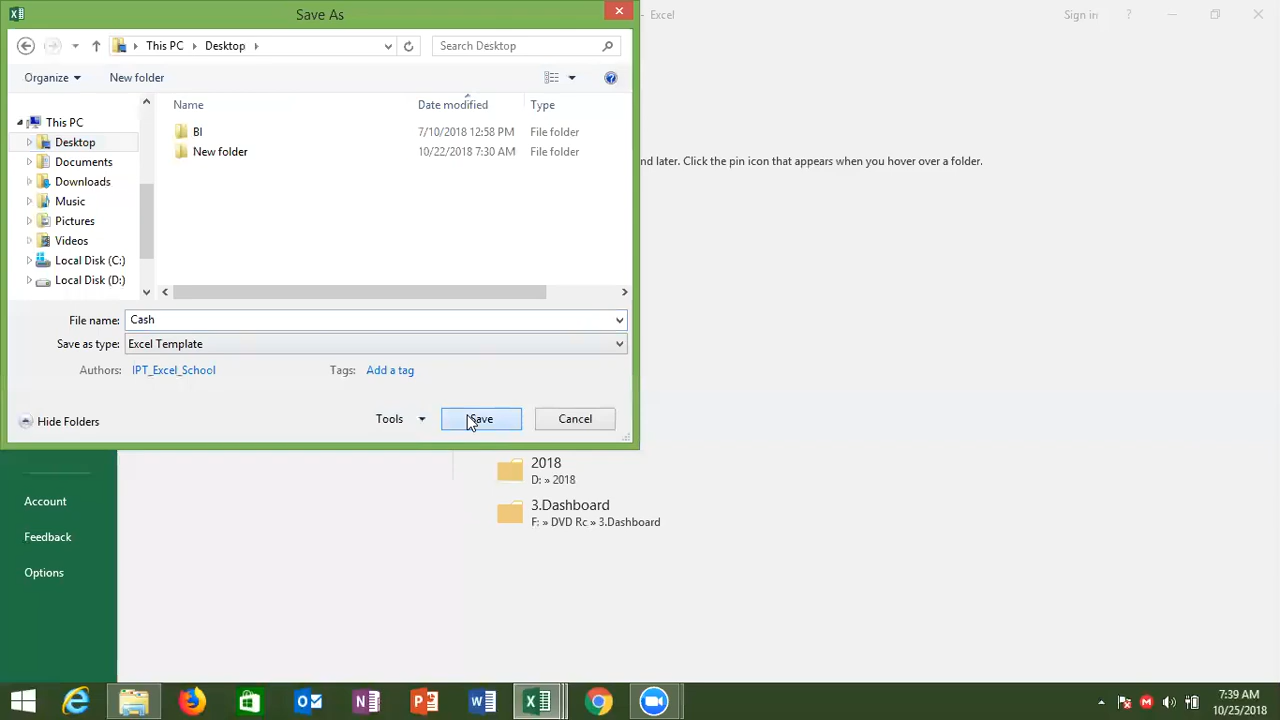 Save As
- Excel
Sign in
?
This PC
Desktop
Search Desktop
Organize
New folder
Name
Date modified
Type
This PC
Desktop
Documents
Downloads
Music
Pictures
Videos
Local Disk (C:)
Local Disk (D:)
BI
7/10/2018 12:58 PM
File folder
New folder
10/22/2018 7:30 AM
File folder
nd later. Click the pin icon that appears when you hover over a folder.
File name:
Cash
Save as type:
Excel Template
Authors:
IPT_Excel_School
Tags:
Add a tag
Hide Folders
Tools
Save
Cancel
2018
D: » 2018
3.Dashboard
F: » DVD Rc » 3.Dashboard
Account
Feedback
Options
7:39 AM
10/25/2018